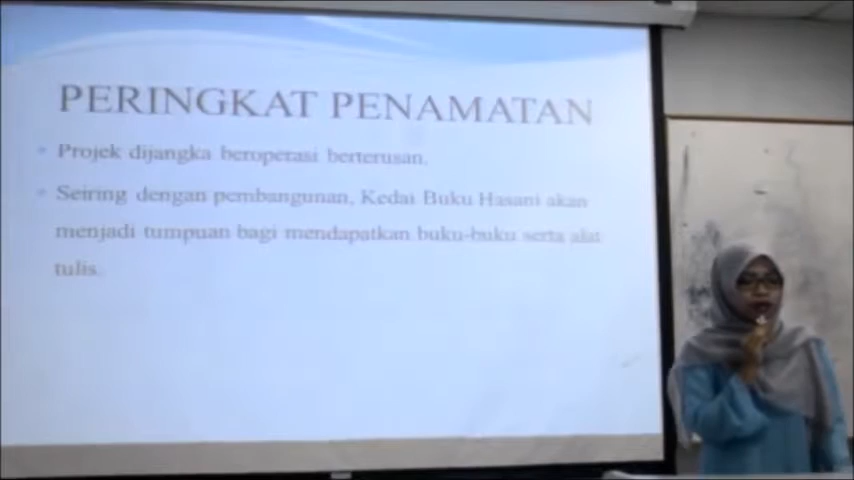 PERINGKAT PENAMATAN
Projek dijangka beroperasi berterusan.
Seiring dengan pembangunan, Kedai Buku Hasani akan
menjadi tumpuan bagi mendapatkan buku-buku serta alat
tulis.